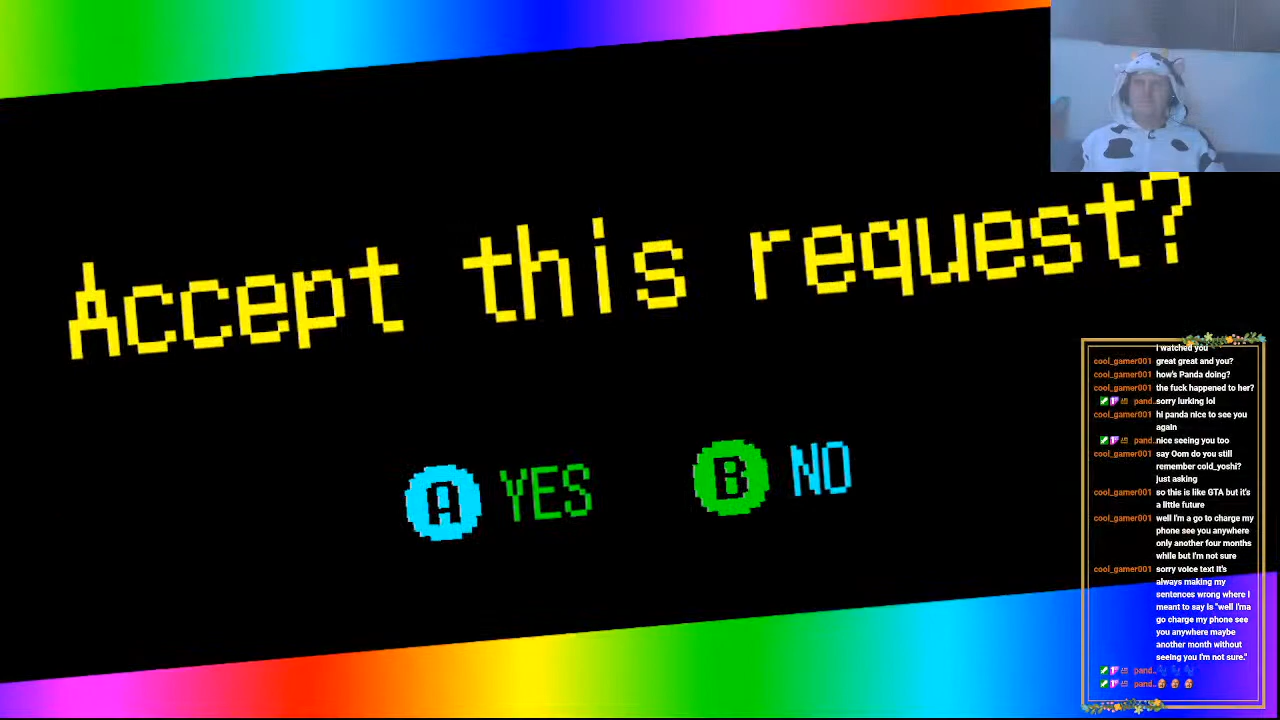 Accept this request?
A YES B NO
i watched you
cool_gamer001 great great and you?
cool_gamer001 how's Panda doing?
cool_gamer001 the fuck happened to her?
pand.. sorry lurking lol
cool_gamer001 hi panda nice to see you
again
pand.. nice seeing you too
cool_gamer001 say Oom do you still
remember cold_yoshi?
just asking
cool_gamer001 so this is like GTA but it's
a little future
cool_gamer001 well I'm a go to charge my
phone see you anywhere
only another four months
while but I'm not sure
cool_gamer001 sorry voice text it's
always making my
sentences wrong where I
meant to say is "well I'ma
go charge my phone see
you anywhere maybe
another month without
seeing you I'm not sure."
pand..
pand..